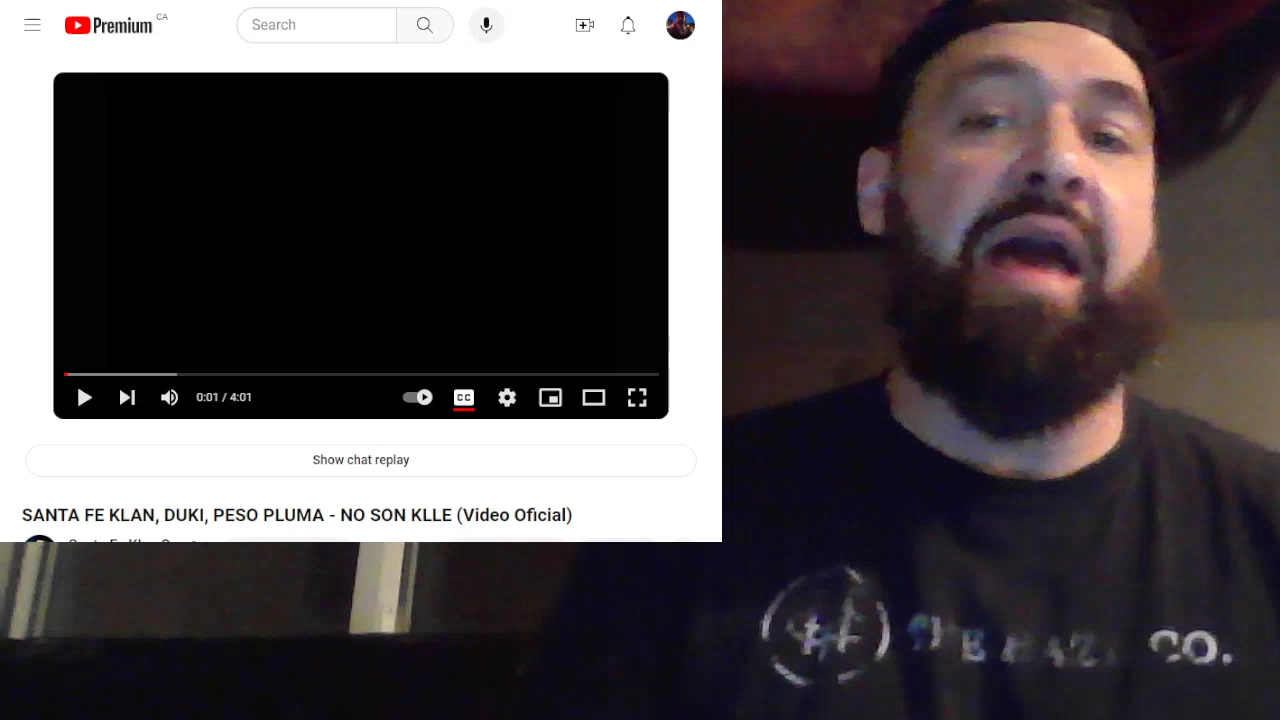 Premium CA
Search
0:01 / 4:01
CC
Show chat replay
SANTA FE KLAN, DUKI, PESO PLUMA - NO SON KLLE (Video Oficial)
CO.